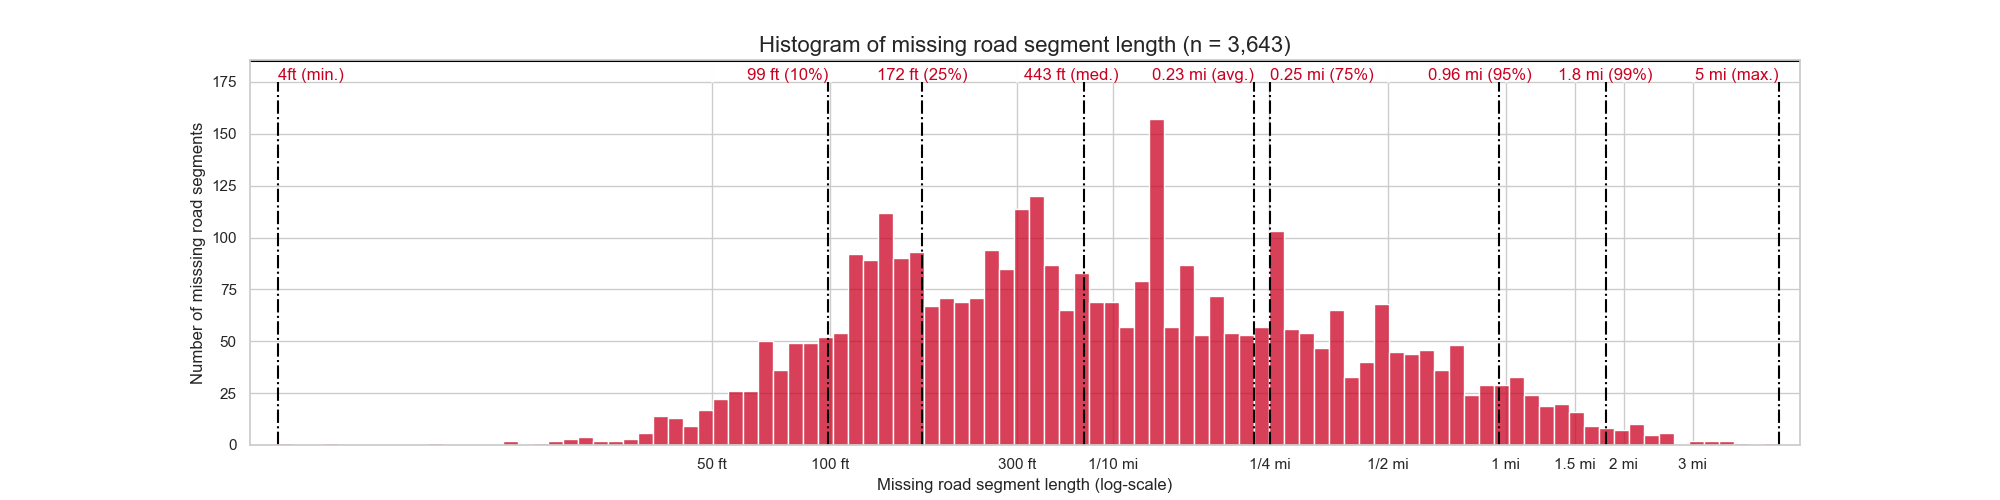 Histogram of missing road segment length (n = 3,643)
4ft (min.) 99 ft (10%) 172 ft (25%) 443 ft (med.) 0.23 mi (avg.) 0.25 mi (75%) 0.96 mi (95%) 1.8 mi (99%) 5 mi (max.)
Number of misssing road segments
175
150
125
100
75
50
25
0
50 ft 100 ft 300 ft 1/10 mi 1/4 mi 1/2 mi 1 mi 1.5 mi 2 mi 3 mi
Missing road segment length (log-scale)